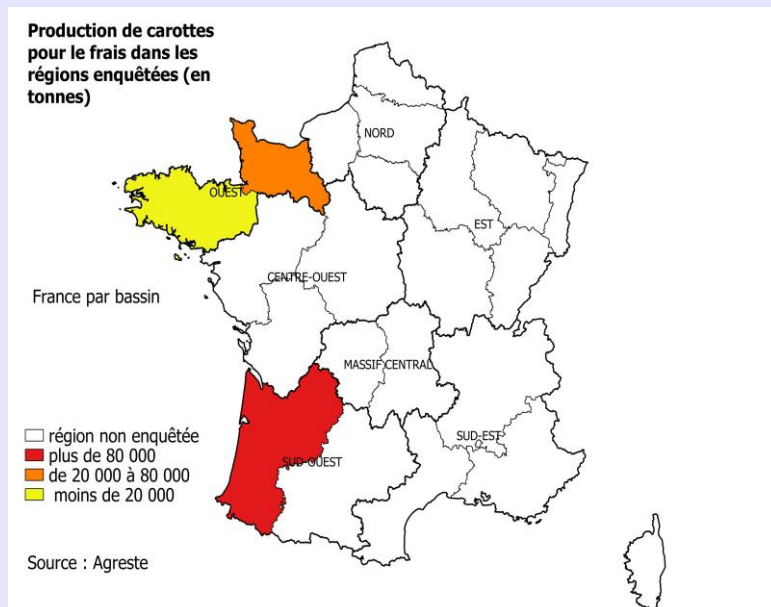 Production de carottes
pour le frais dans les
régions enquêtées (en
tonnes)
NORD
OUEST
EST
CENTRE-OUEST
France par bassin
MASSIF CENTRAL
SUD-EST
SUD-OUEST
région non enquêtée
plus de 80 000
de 20 000 à 80 000
moins de 20 000
Source : Agreste